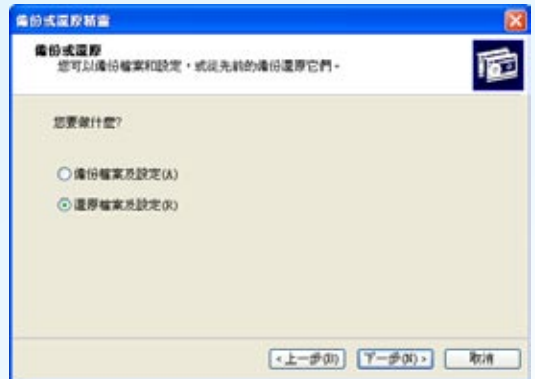 備份或還原精靈
備份或還原
您可以備份檔案和設定，或從先前的備份還原它們。
您要做什麼?
備份檔案及設定(A)
還原檔案及設定(R)
<上一步(B)
下一步(N)>
取消